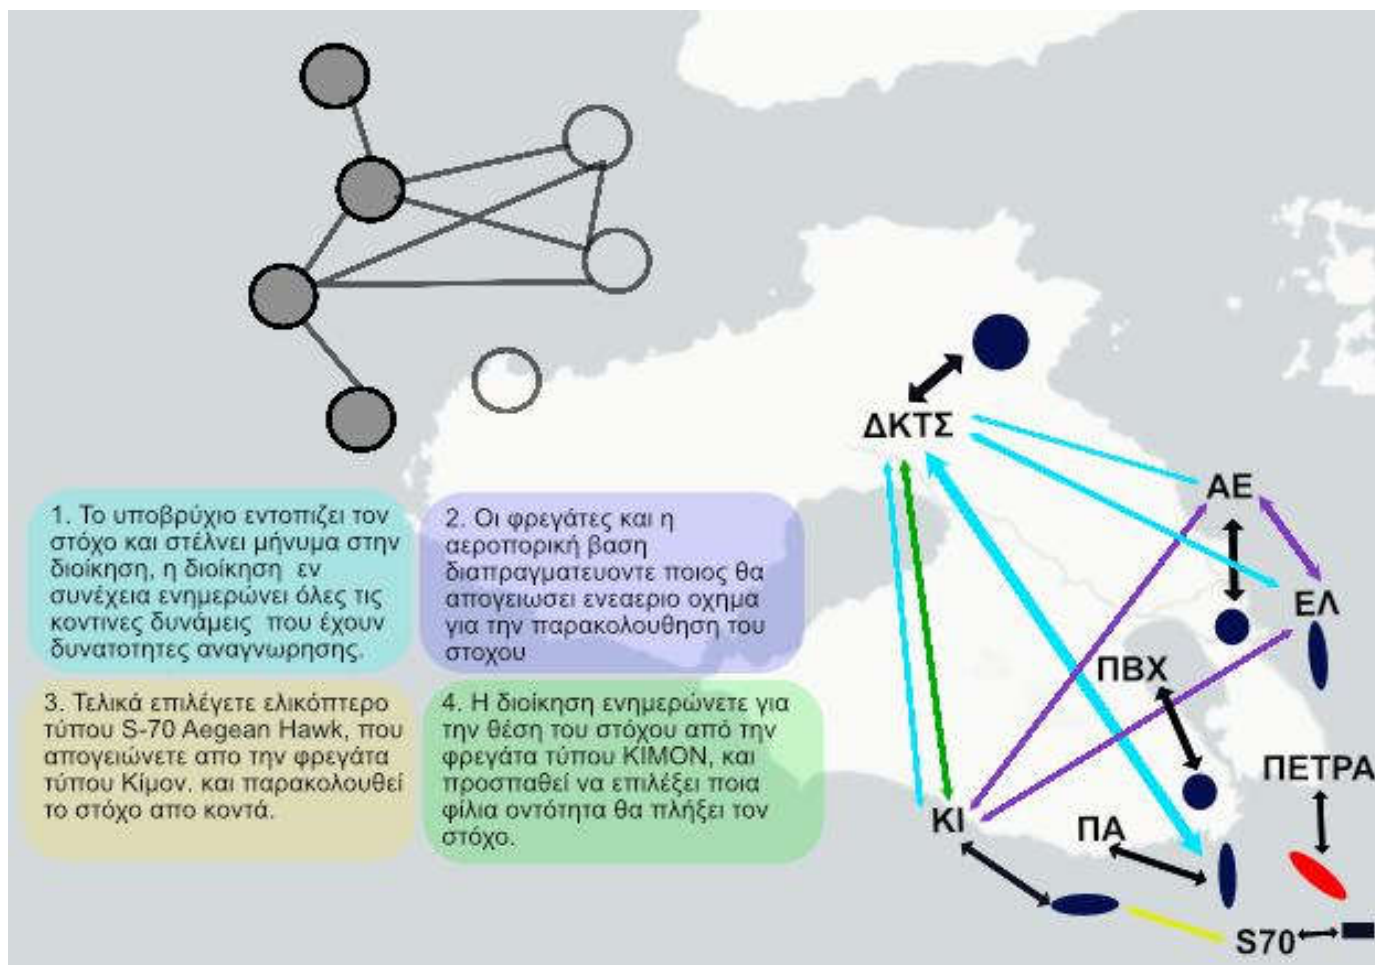 1. Το υποβρύχιο εντοπιζει τον
στόχο και στέλνει μήνυμα στην
διοίκηση, η διοίκηση εν
συνέχεια ενημερώνει όλες τις
κοντινες δυνάμεις που έχουν
δυνατοτητες αναγνωρησης.
2. Οι φρεγάτες και η
αεροπορική βαση
διαπραγματευοντε ποιος θα
απογειωσει ενεαεριο οχημα
για την παρακολουθηση του
στοχου
3. Τελικά επιλέγετε ελικόπτερο
τύπου S-70 Aegean Hawk, που
απογειώνετε απο την φρεγάτα
τύπου Κίμον. και παρακολουθεί
το στόχο απο κοντά.
4. Η διοίκηση ενημερώνετε για
την θέση του στόχου από την
φρεγάτα τύπου ΚΙΜΟΝ, και
προσπαθεί να επιλέξει ποια
φίλια οντότητα θα πλήξει τον
στόχο.
ΔΚΤΣ
ΑΕ
ΕΛ
ΠΒΧ
ΠΕΤΡΑ
ΚΙ
ΠΑ
S70